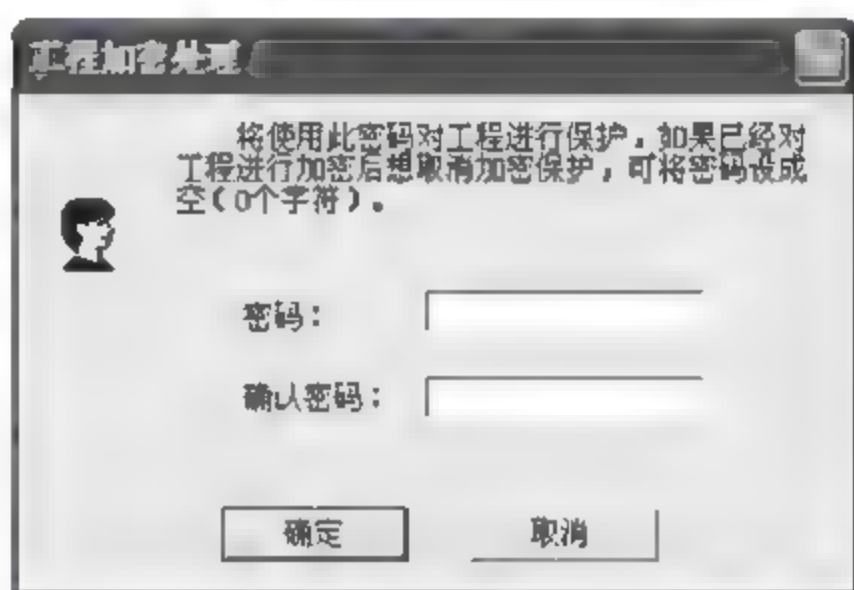 工程加密处理
将使用此密码对工程进行保护，如果已经对
工程进行加密后想取消加密保护，可将密码设成
空（0个字符）。
密码：
确认密码：
确定 取消